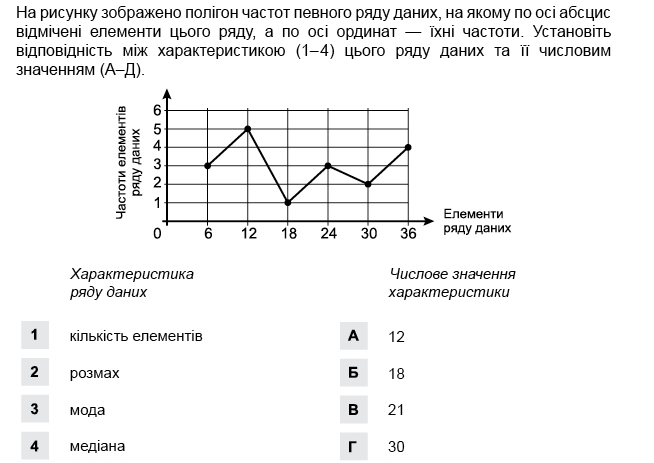 На рисунку зображено полігон частот певного ряду даних, на якому по осі абсцис
відмічені елементи цього ряду, а по осі ординат — їхні частоти. Установіть
відповідність між характеристикою (1–4) цього ряду даних та її числовим
значенням (А–Д).
Частоти елементів
ряду даних
6
5
4
3
2
1
0 6 12 18 24 30 36
Елементи
ряду даних
Характеристика
ряду даних
Числове значення
характеристики
1 кількість елементів
А 12
2 розмах
Б 18
3 мода
В 21
4 медіана
Г 30